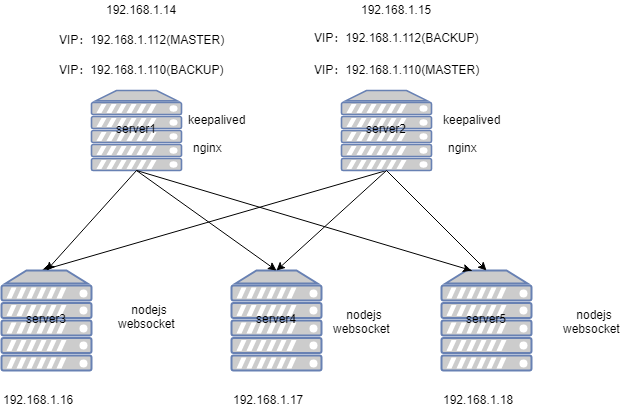 192.168.1.14
192.168.1.15
VIP：192.168.1.112(MASTER)
VIP：192.168.1.112(BACKUP)
VIP：192.168.1.110(BACKUP)
VIP：192.168.1.110(MASTER)
server1
keepalived
nginx
server2
keepalived
nginx
server3
nodejs
websocket
server4
nodejs
websocket
server5
nodejs
websocket
192.168.1.16
192.168.1.17
192.168.1.18